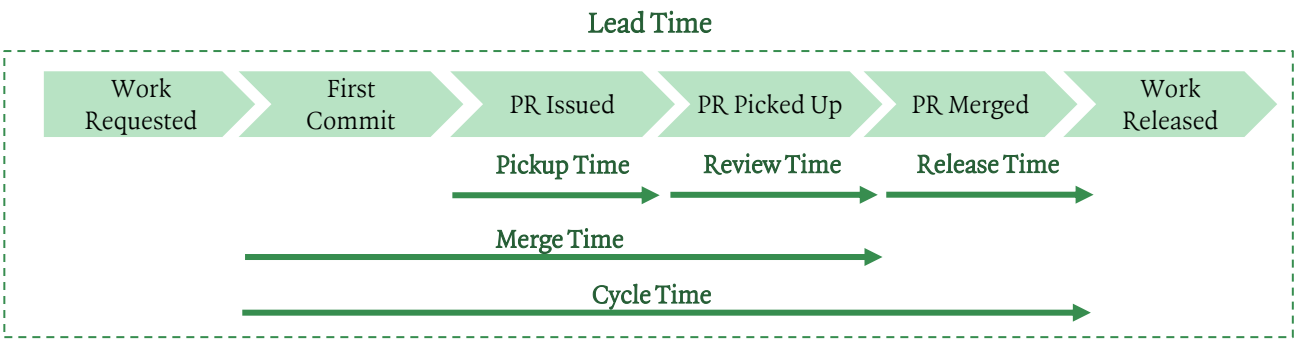 Lead Time
Work
Requested
First
Commit
PR Issued
PR Picked Up
PR Merged
Work
Released
Pickup Time
Review Time
Release Time
Merge Time
Cycle Time